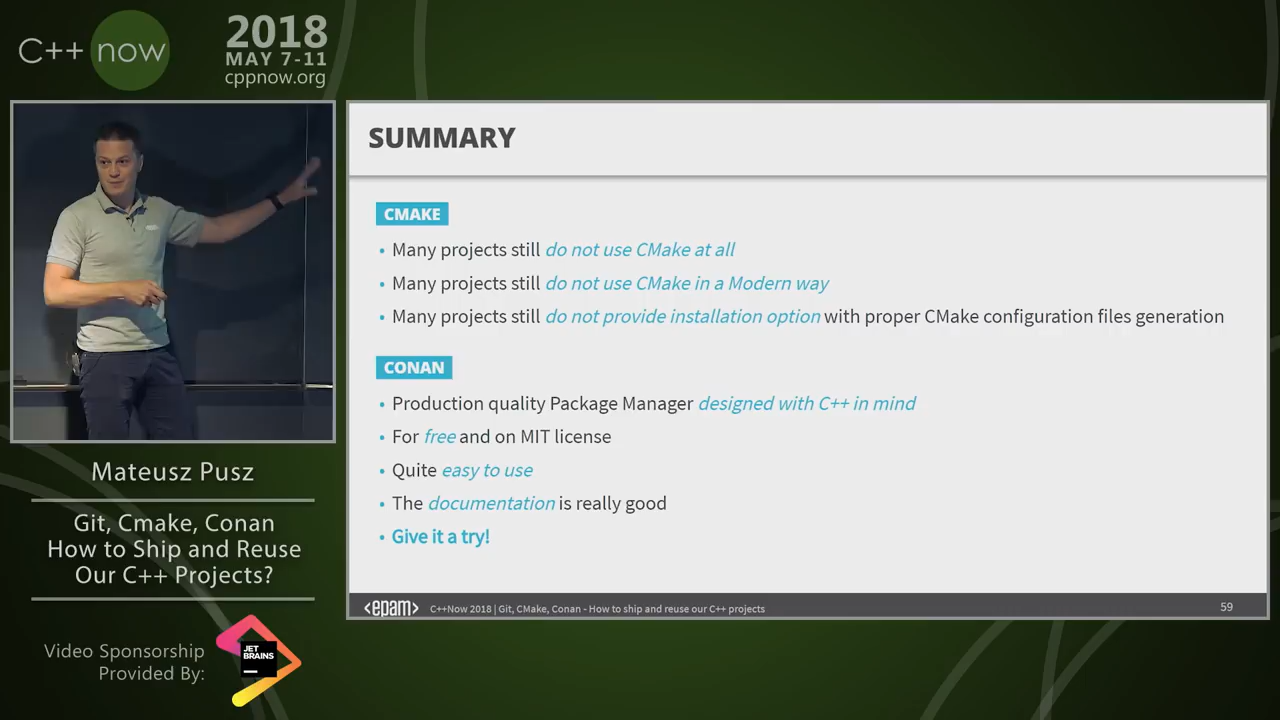 C++ now
2018
MAY 7-11
cppnow.org
SUMMARY
CMAKE
• Many projects still do not use CMake at all
• Many projects still do not use CMake in a Modern way
• Many projects still do not provide installation option with proper CMake configuration files generation
CONAN
• Production quality Package Manager designed with C++ in mind
• For free and on MIT license
• Quite easy to use
• The documentation is really good
• Give it a try!
<epam> C++Now 2018 | Git, CMake, Conan - How to ship and reuse our C++ projects 59
Mateusz Pusz
Git, Cmake, Conan
How to Ship and Reuse
Our C++ Projects?
Video Sponsorship
Provided By:
JET
BRAINS